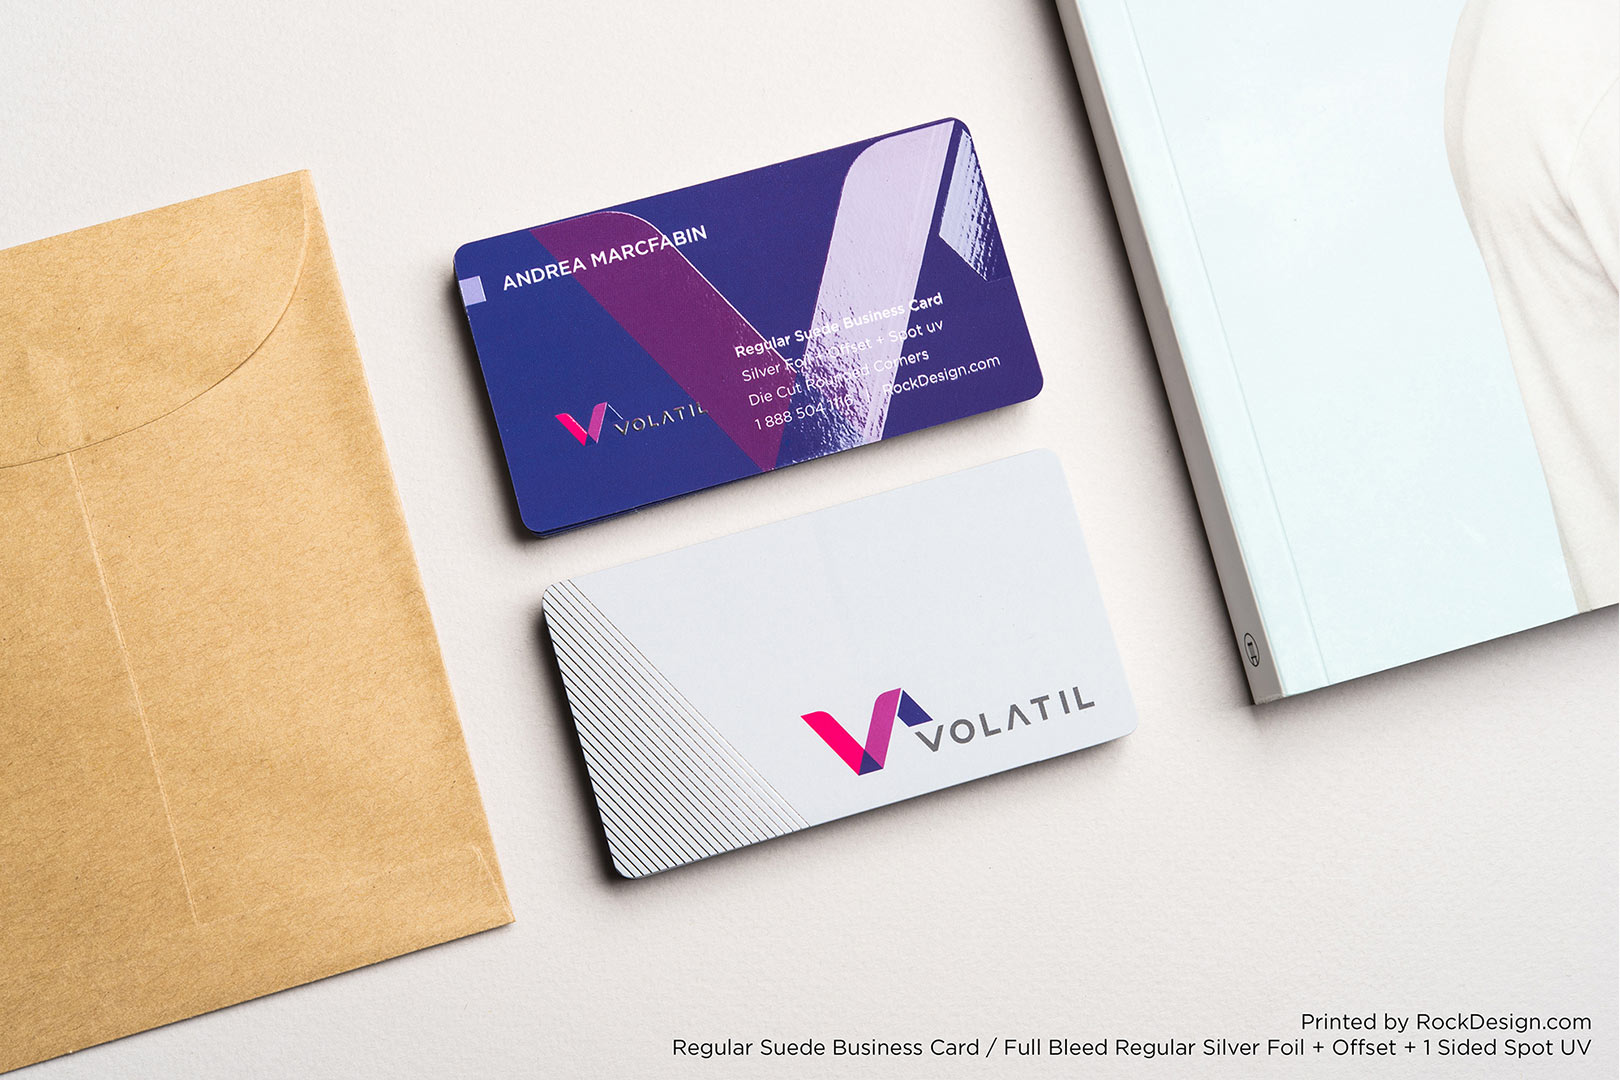 ANDREA MARCFABIN
Regular Suede Business Card
Silver Foil + Offset + Spot uv
Die Cut Rounded Corners
1 888 504 1116 RockDesign.com
VOLATIL
VOLATIL
Printed by RockDesign.com
Regular Suede Business Card / Full Bleed Regular Silver Foil + Offset + 1 Sided Spot UV